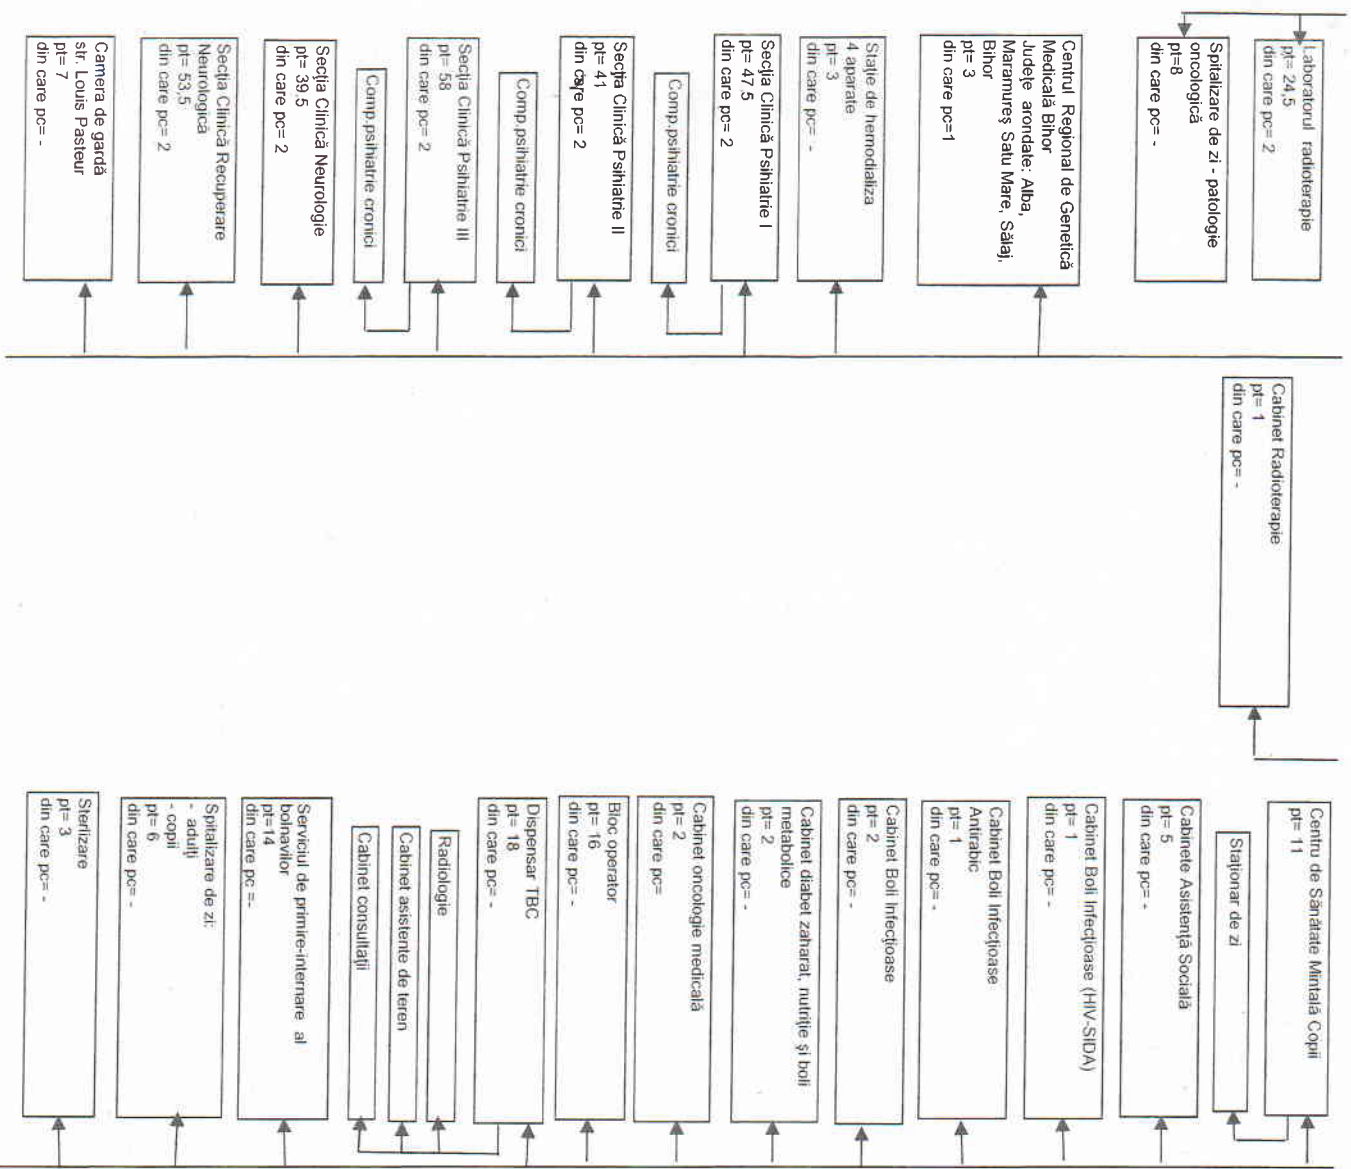 Laboratorul radioterapie
pt= 24,5
din care pc= 2
Spitalizare de zi - patologie
oncologică
pt=8
din care pc= -
Centrul Regional de Genetică
Medicală Bihor
Județe arondate: Alba,
Maramureș Satu Mare, Sălaj,
Bihor
pt= 3
din care pc=1
Stație de hemodializa
4 aparate
pt= 3
din care pc= -
Secția Clinică Psihiatrie I
pt= 47,5
din care pc= 2
Comp.psihiatrie cronici
Secția Clinică Psihiatrie II
pt= 41
din care pc= 2
Comp.psihiatrie cronici
Secția Clinică Psihiatrie III
pt= 58
din care pc= 2
Comp.psihiatrie cronici
Secția Clinică Neurologie
pt= 39,5
din care pc= 2
Secția Clinică Recuperare
Neurologică
pt= 53,5
din care pc= 2
Camera de gardă
str. Louis Pasteur
pt= 7
din care pc= -
Cabinet Radioterapie
pt= 1
din care pc= -
Centru de Sănătate Mintală Copii
pt= 11
Staționar de zi
Cabinete Asistență Socială
pt= 5
din care pc= -
Cabinet Boli Infecțioase (HIV-SIDA)
pt= 1
din care pc= -
Cabinet Boli Infecțioase
Antirabic
pt= 1
din care pc= -
Cabinet Boli Infecțioase
pt= 2
din care pc= -
Cabinet diabet zaharat, nutriție și boli
metabolice
pt= 2
din care pc= -
Cabinet oncologie medicală
pt= 2
din care pc=
Bloc operator
pt= 16
din care pc= -
Dispensar TBC
pt= 18
din care pc= -
Radiologie
Cabinet asistente de teren
Cabinet consultații
Serviciul de primire-internare al
bolnavilor
pt=14
din care pc =-
Spitalizare de zi:
- adulți
- copii
pt= 6
din care pc= -
Sterilizare
pt= 3
din care pc= -